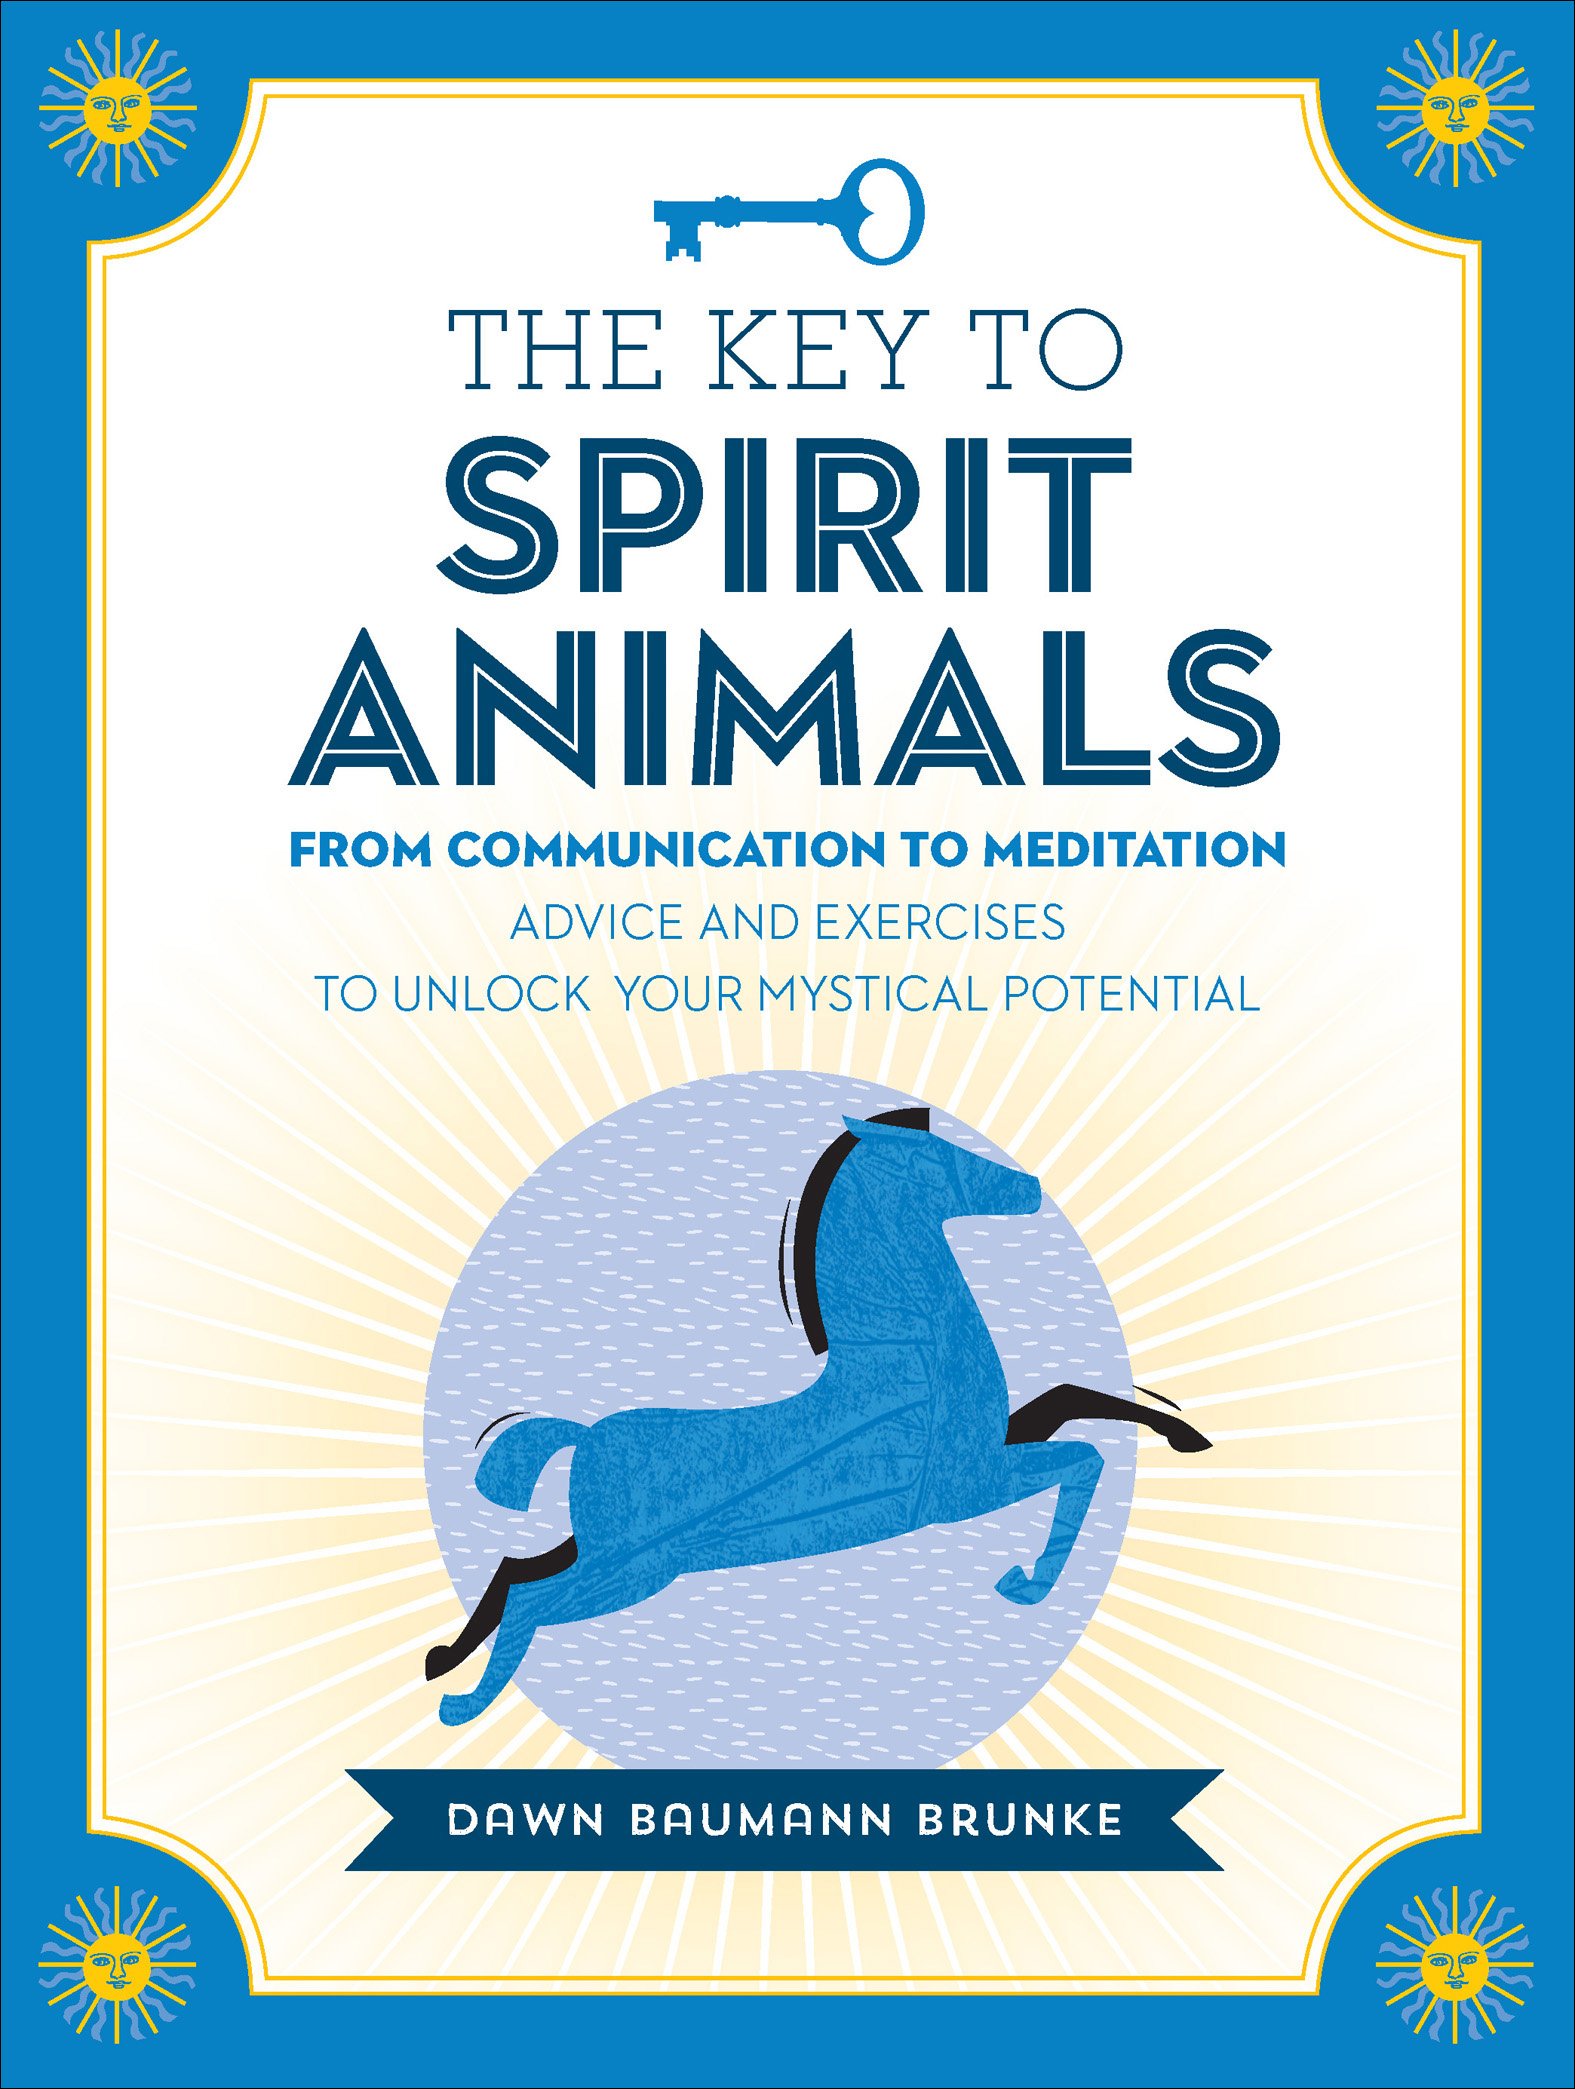 THE KEY TO
SPIRIT
ANIMALS
FROM COMMUNICATION TO MEDITATION
ADVICE AND EXERCISES
TO UNLOCK YOUR MYSTICAL POTENTIAL
DAWN BAUMANN BRUNKE